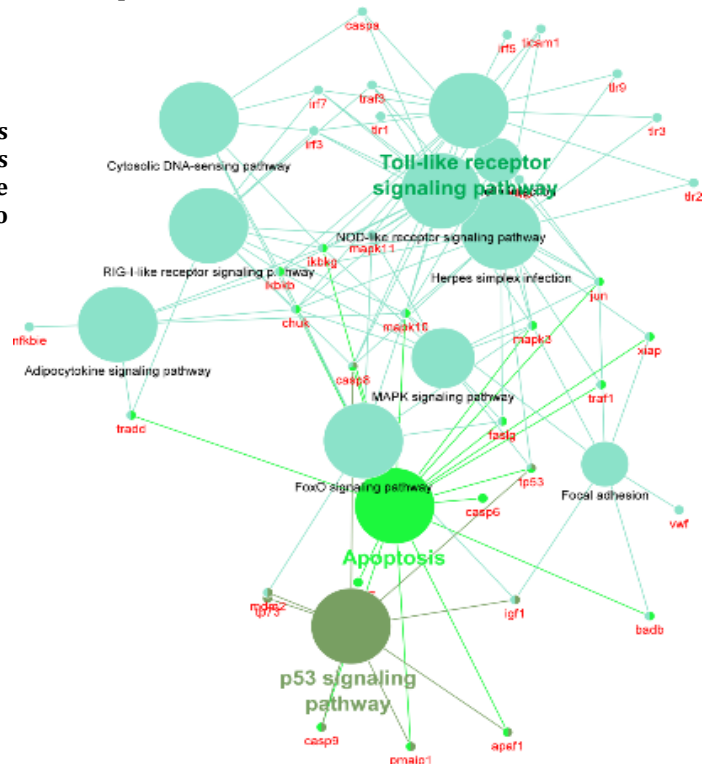 caspa
irf5
ticam1
tlr9
irf7
traf3
s
tlr1
tlr3
irf3
s
Cytosolic DNA-sensing pathway
Toll-like receptor
signaling pathway
e
tlr2
o
NOD-like receptor signaling pathway
mapk11
ikbkg
RIG-I-like receptor signaling pathway
ikbkb
Herpes simplex infection
jun
chuk
mapk10
mapk3
nfkbie
xiap
Adipocytokine signaling pathway
casp8
MAPK signaling pathway
traf1
tradd
faslg
tp53
FoxO signaling pathway
Focal adhesion
casp6
vwf
Apoptosis
mdm2
tp73
igf1
badb
p53 signaling
pathway
casp9
apaf1
pmaip1